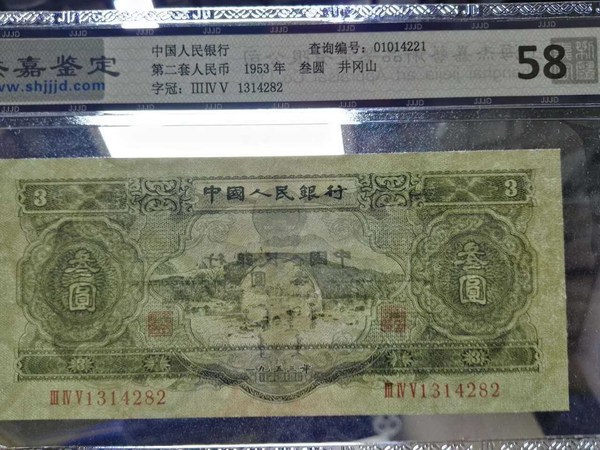 中国人民银行 查询编号：01014221
第二套人民币 1953年 叁圆 井冈山
字冠：ⅢⅣⅤ 1314282
嘉鉴定
www.shjjjd.com
58
中國人民銀行
3 3
叁圓 叁圓
ⅢⅣⅤ1314282 ⅢⅣⅤ1314282